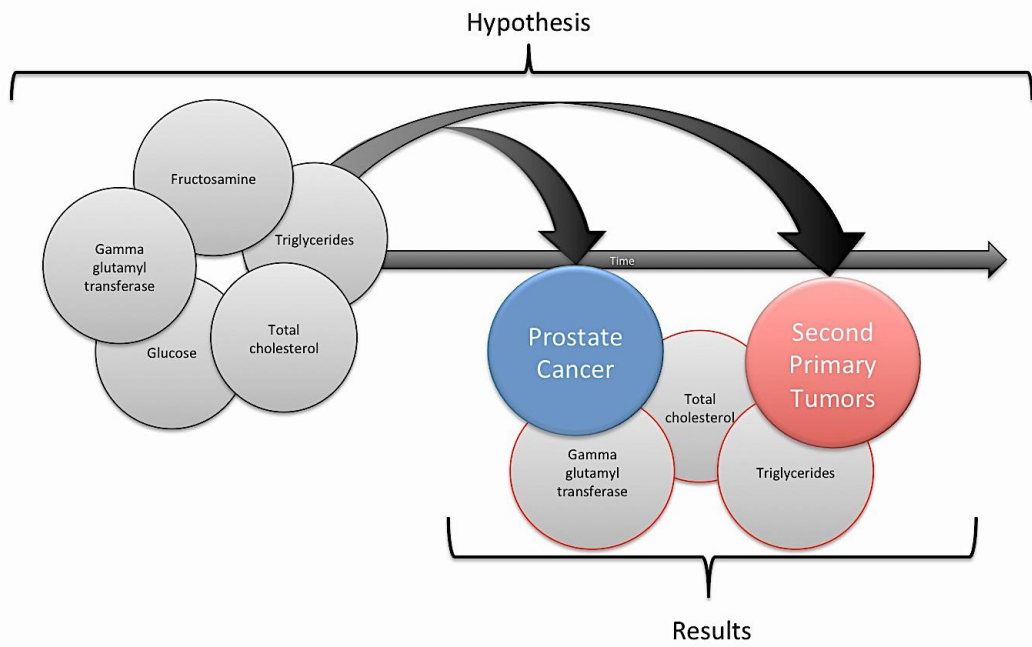 Hypothesis
Fructosamine
Gamma
glutamyl
transferase
Triglycerides
Glucose
Total
cholesterol
Time
Prostate
Cancer
Second
Primary
Tumors
Total
cholesterol
Gamma
glutamyl
transferase
Triglycerides
Results